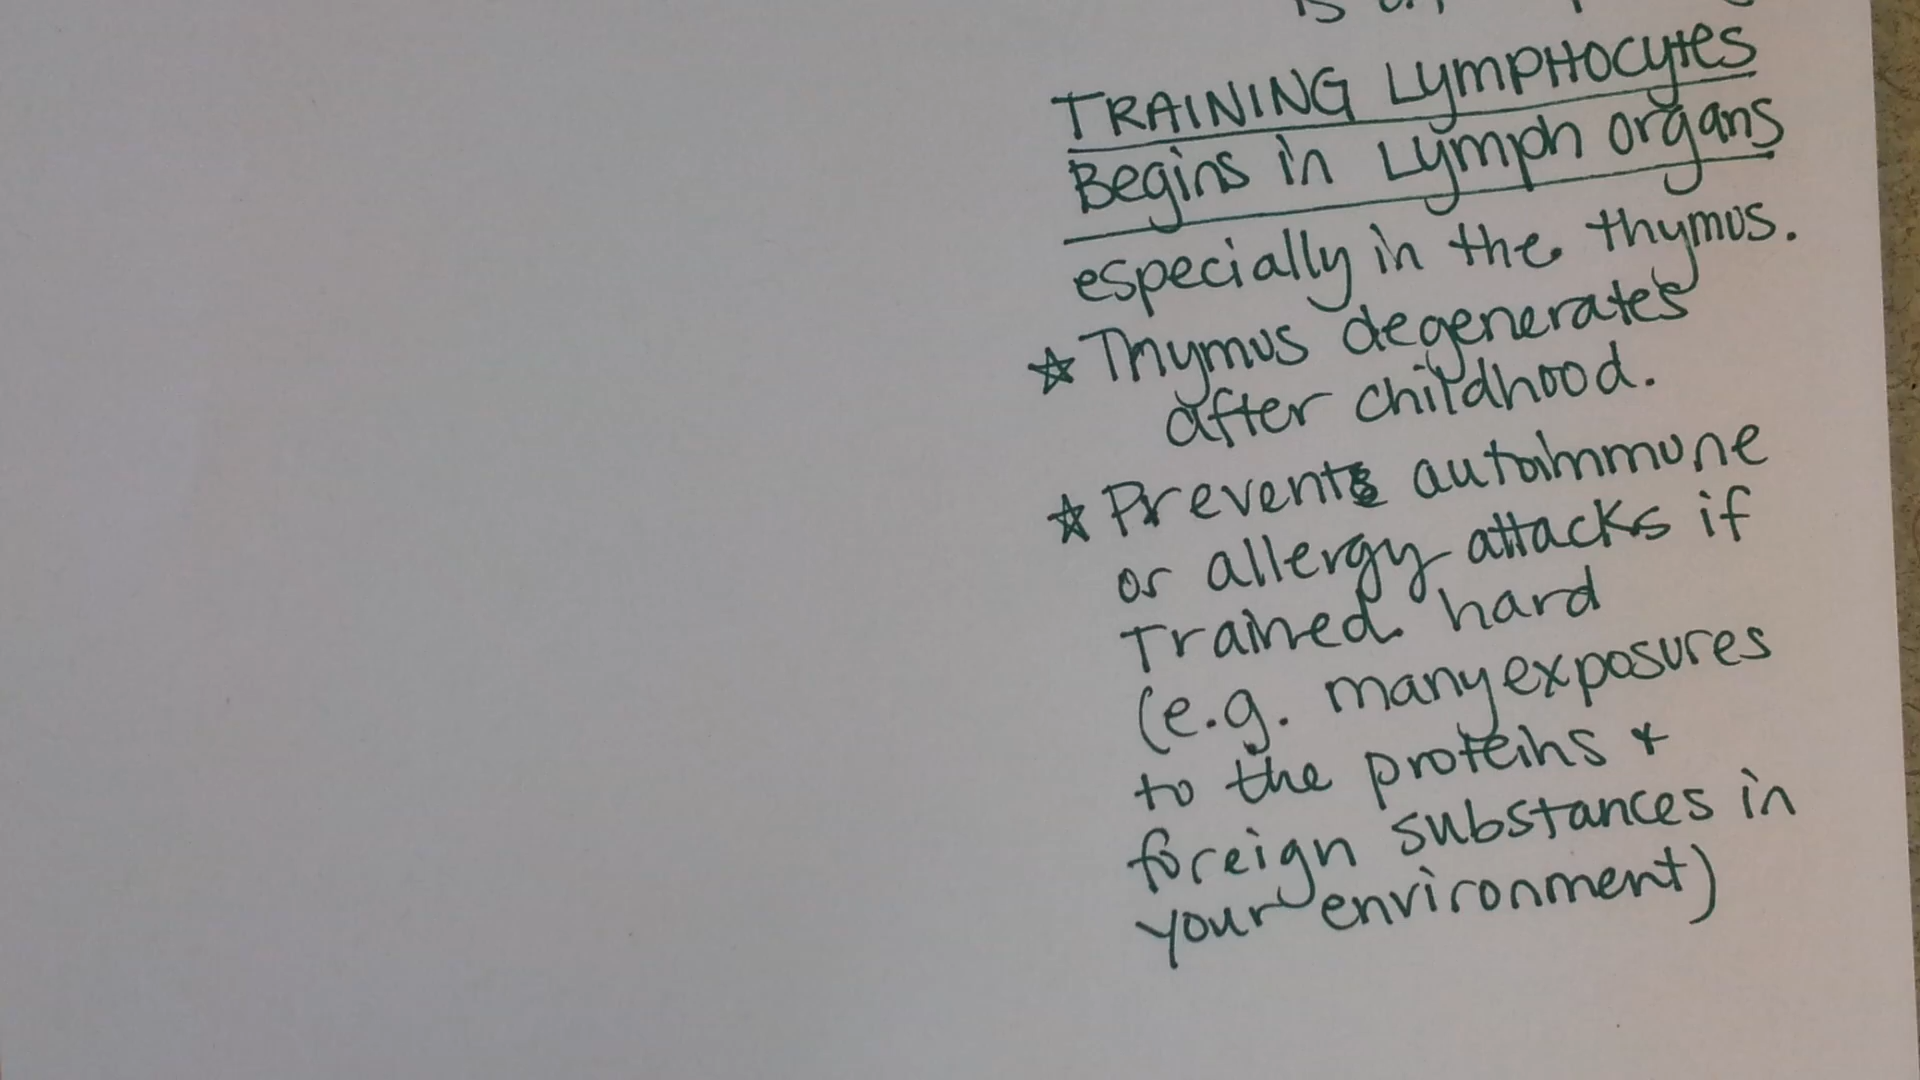 is
TRAINING LYMPHOCYTES
Begins in Lymph organs
especially in the thymus.
☆ Thymus degenerates
after childhood.
☆ Prevents autoimmune
or allergy attacks if
Trained hard
(e.g. many exposures
to the proteins +
foreign substances in
your environment)